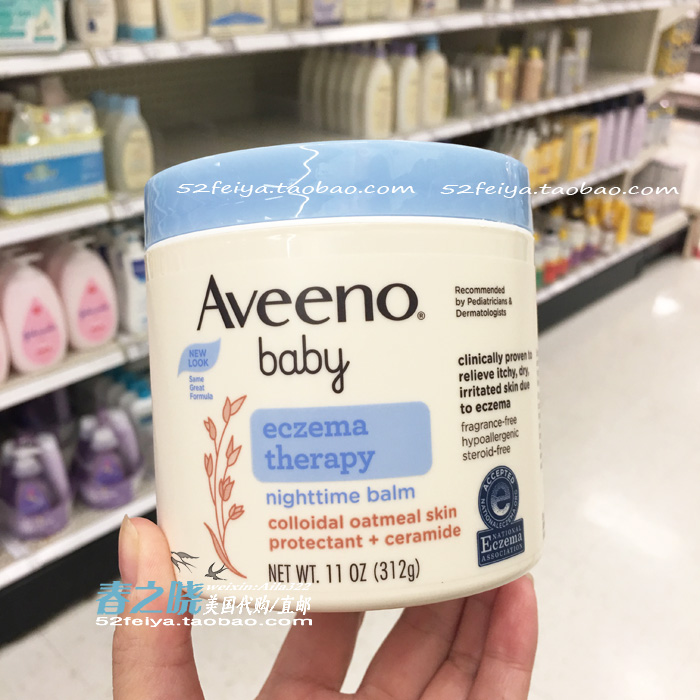 52feiya.taobao.com
52feiya.taobao.com
Aveeno®
baby
Recommended
by Pediatricians &
Dermatologists
NEW
LOOK
Same
Great
Formula
clinically proven to
relieve itchy, dry,
irritated skin due
to eczema
fragrance-free
hypoallergenic
steroid-free
eczema
therapy
nighttime balm
colloidal oatmeal skin
protectant + ceramide
ACCEPTED
e
NATIONAL
ECZEMA
ASSOCIATION
NET WT. 11 OZ (312g)
春之晓
美国代购/直邮
52feiya.taobao.com